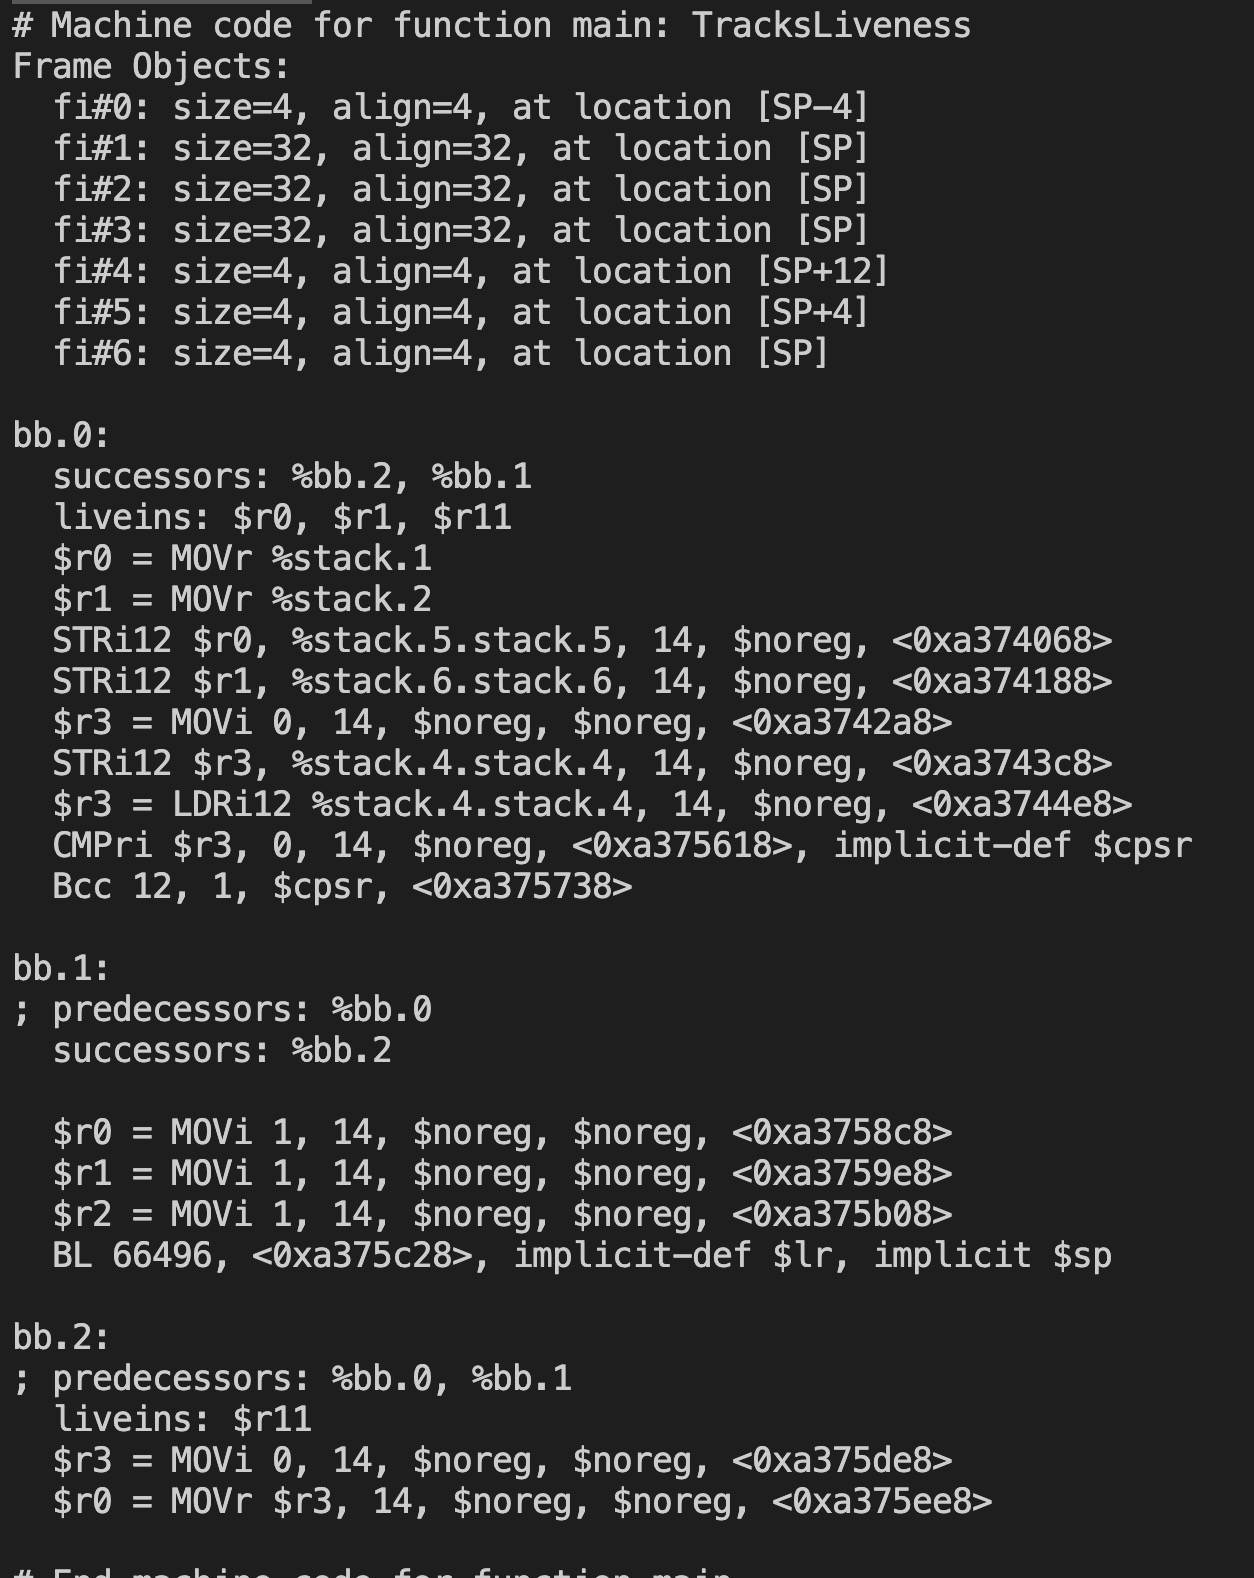 # Machine code for function main: TracksLiveness
Frame Objects:
  fi#0: size=4, align=4, at location [SP-4]
  fi#1: size=32, align=32, at location [SP]
  fi#2: size=32, align=32, at location [SP]
  fi#3: size=32, align=32, at location [SP]
  fi#4: size=4, align=4, at location [SP+12]
  fi#5: size=4, align=4, at location [SP+4]
  fi#6: size=4, align=4, at location [SP]

bb.0:
  successors: %bb.2, %bb.1
  liveins: $r0, $r1, $r11
  $r0 = MOVr %stack.1
  $r1 = MOVr %stack.2
  STRi12 $r0, %stack.5.stack.5, 14, $noreg, <0xa374068>
  STRi12 $r1, %stack.6.stack.6, 14, $noreg, <0xa374188>
  $r3 = MOVi 0, 14, $noreg, $noreg, <0xa3742a8>
  STRi12 $r3, %stack.4.stack.4, 14, $noreg, <0xa3743c8>
  $r3 = LDRi12 %stack.4.stack.4, 14, $noreg, <0xa3744e8>
  CMPri $r3, 0, 14, $noreg, <0xa375618>, implicit-def $cpsr
  Bcc 12, 1, $cpsr, <0xa375738>

bb.1:
; predecessors: %bb.0
  successors: %bb.2

  $r0 = MOVi 1, 14, $noreg, $noreg, <0xa3758c8>
  $r1 = MOVi 1, 14, $noreg, $noreg, <0xa3759e8>
  $r2 = MOVi 1, 14, $noreg, $noreg, <0xa375b08>
  BL 66496, <0xa375c28>, implicit-def $lr, implicit $sp

bb.2:
; predecessors: %bb.0, %bb.1
  liveins: $r11
  $r3 = MOVi 0, 14, $noreg, $noreg, <0xa375de8>
  $r0 = MOVr $r3, 14, $noreg, $noreg, <0xa375ee8>

# End machine code for function main